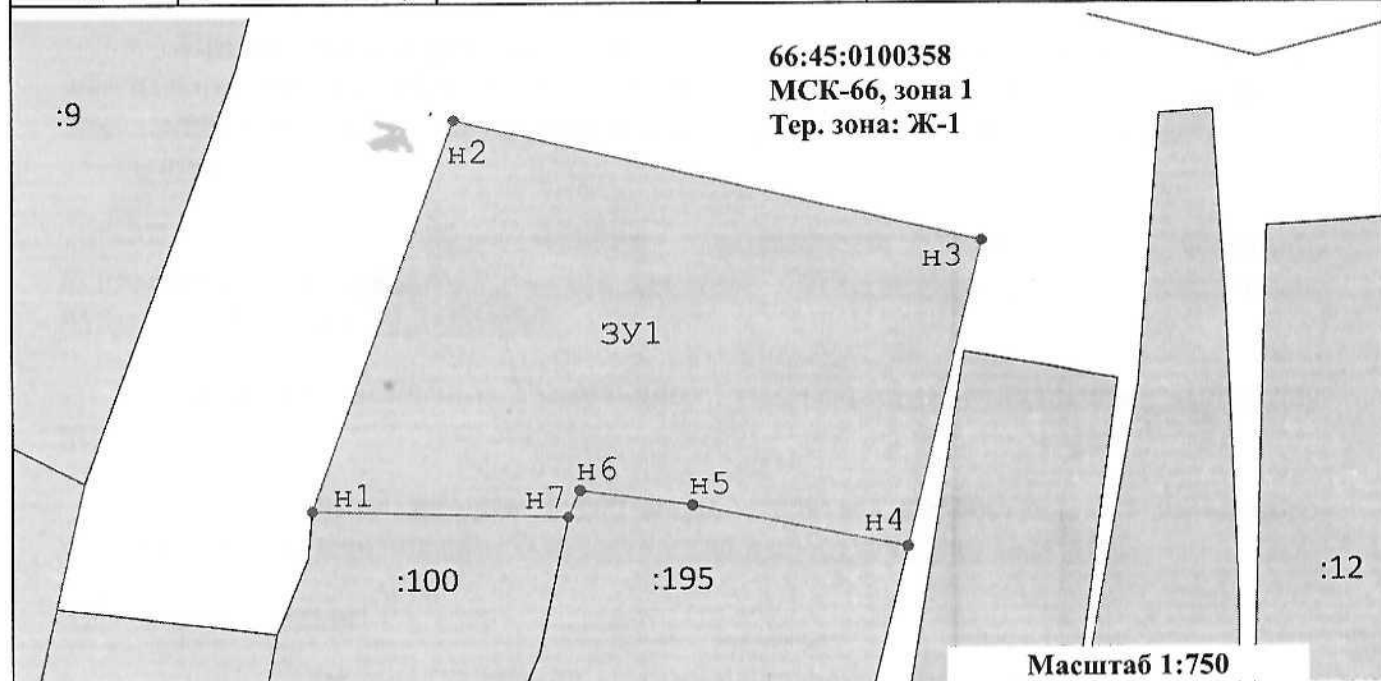 66:45:0100358
МСК-66, зона 1
Тер. зона: Ж-1
:9
н2
н3
ЗУ1
н6
н1
н7
н5
н4
:100
:195
:12
Масштаб 1:750